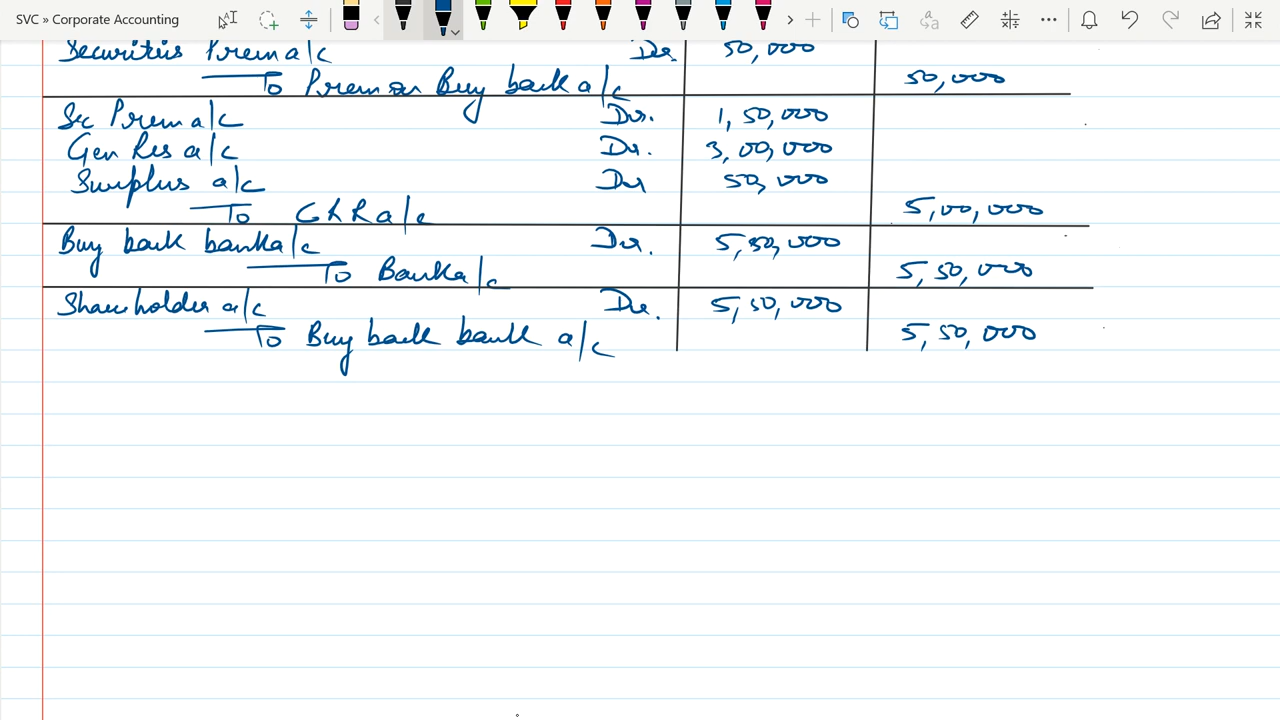 SVC » Corporate Accounting
Securities Prem a/c Dr. 50,000
To Prem on Buy back a/c 50,000
Sec Prem a/c Dr. 1,50,000
Gen Res a/c Dr. 3,00,000
Surplus a/c Dr 50,000
To CRR a/c 5,00,000
Buy back bank a/c Dr. 5,50,000
To Bank a/c 5,50,000
Shareholder a/c Dr. 5,50,000
To Buy back bank a/c 5,50,000